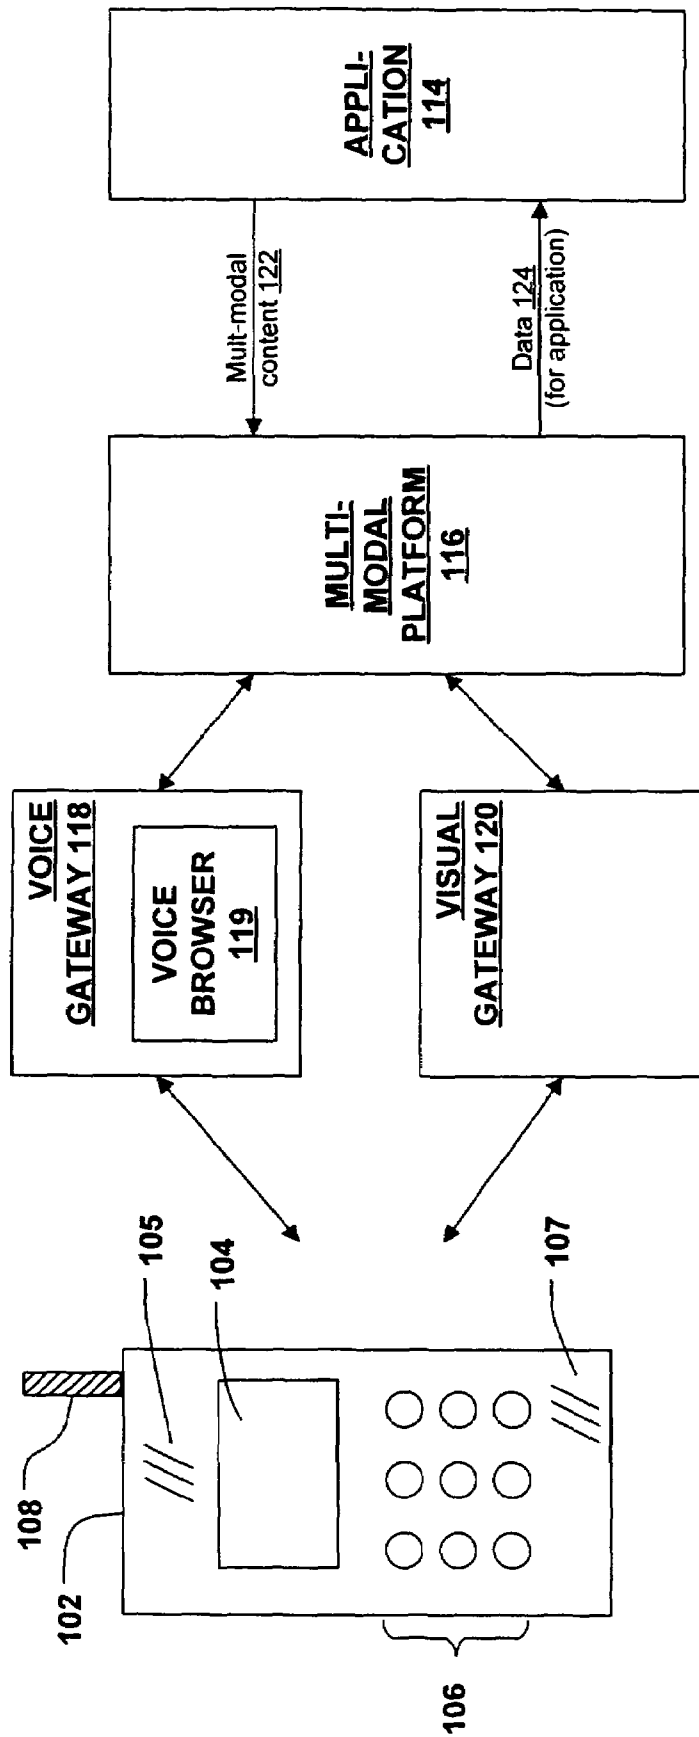 108
102
105
104
106
107
VOICE
GATEWAY 118
VOICE
BROWSER
119
VISUAL
GATEWAY 120
MULTI-
MODAL
PLATFORM
116
Mult-modal
content 122
Data 124
(for application)
APPLI-
CATION
114